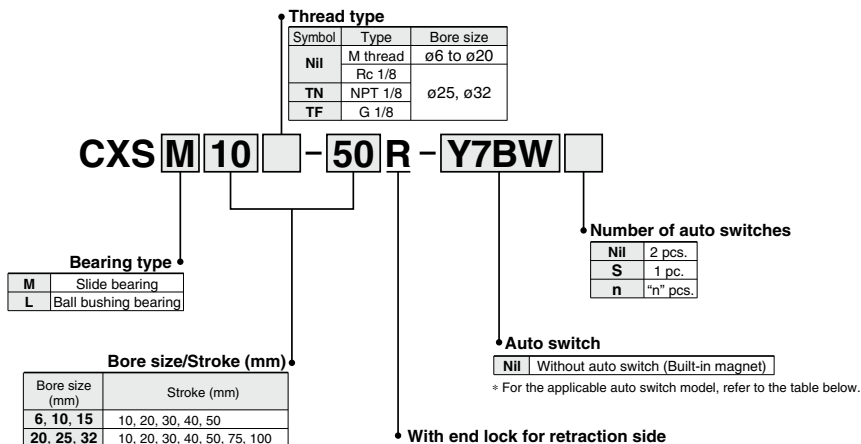 Thread type
Symbol Type Bore size
Nil M thread ø6 to ø20
Rc 1/8 ø25, ø32
TN NPT 1/8
TF G 1/8
CXS M 10 - 50 R - Y7BW
Number of auto switches
Nil 2 pcs.
S 1 pc.
n "n" pcs.
Bearing type
M Slide bearing
L Ball bushing bearing
Auto switch
Nil Without auto switch (Built-in magnet)
∗ For the applicable auto switch model, refer to the table below.
Bore size/Stroke (mm)
Bore size (mm) Stroke (mm)
6, 10, 15 10, 20, 30, 40, 50
20, 25, 32 10, 20, 30, 40, 50, 75, 100
With end lock for retraction side